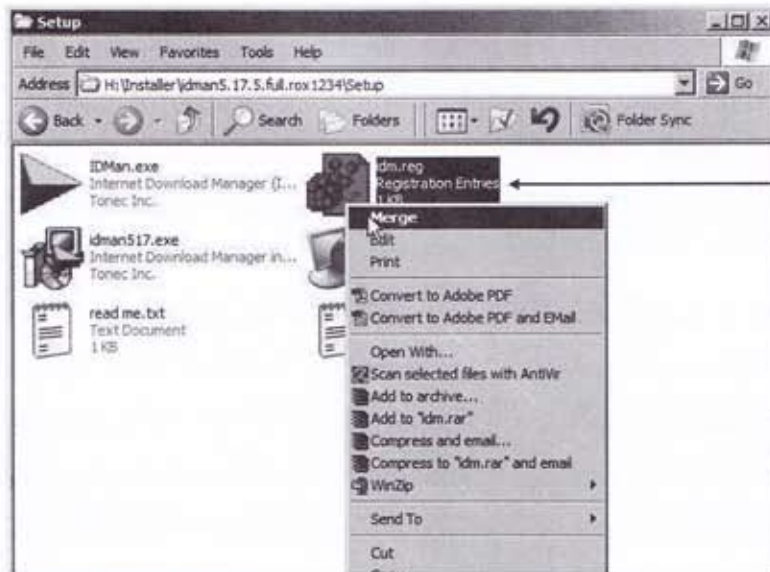 Setup
File Edit View Favorites Tools Help
Address H:\Installer\idman5.17.5.full.rox1234\Setup Go
Back Search Folders Folder Sync
IDMan.exe
Internet Download Manager (I...
Tonec Inc.
idm.reg
Registration Entries
1 KB
idman517.exe
Internet Download Manager in...
Tonec Inc.
read me.txt
Text Document
1 KB
Merge
Edit
Print
Convert to Adobe PDF
Convert to Adobe PDF and EMail
Open With...
Scan selected files with AntiVir
Add to archive...
Add to "idm.rar"
Compress and email...
Compress to "idm.rar" and email
WinZip
Send To
Cut